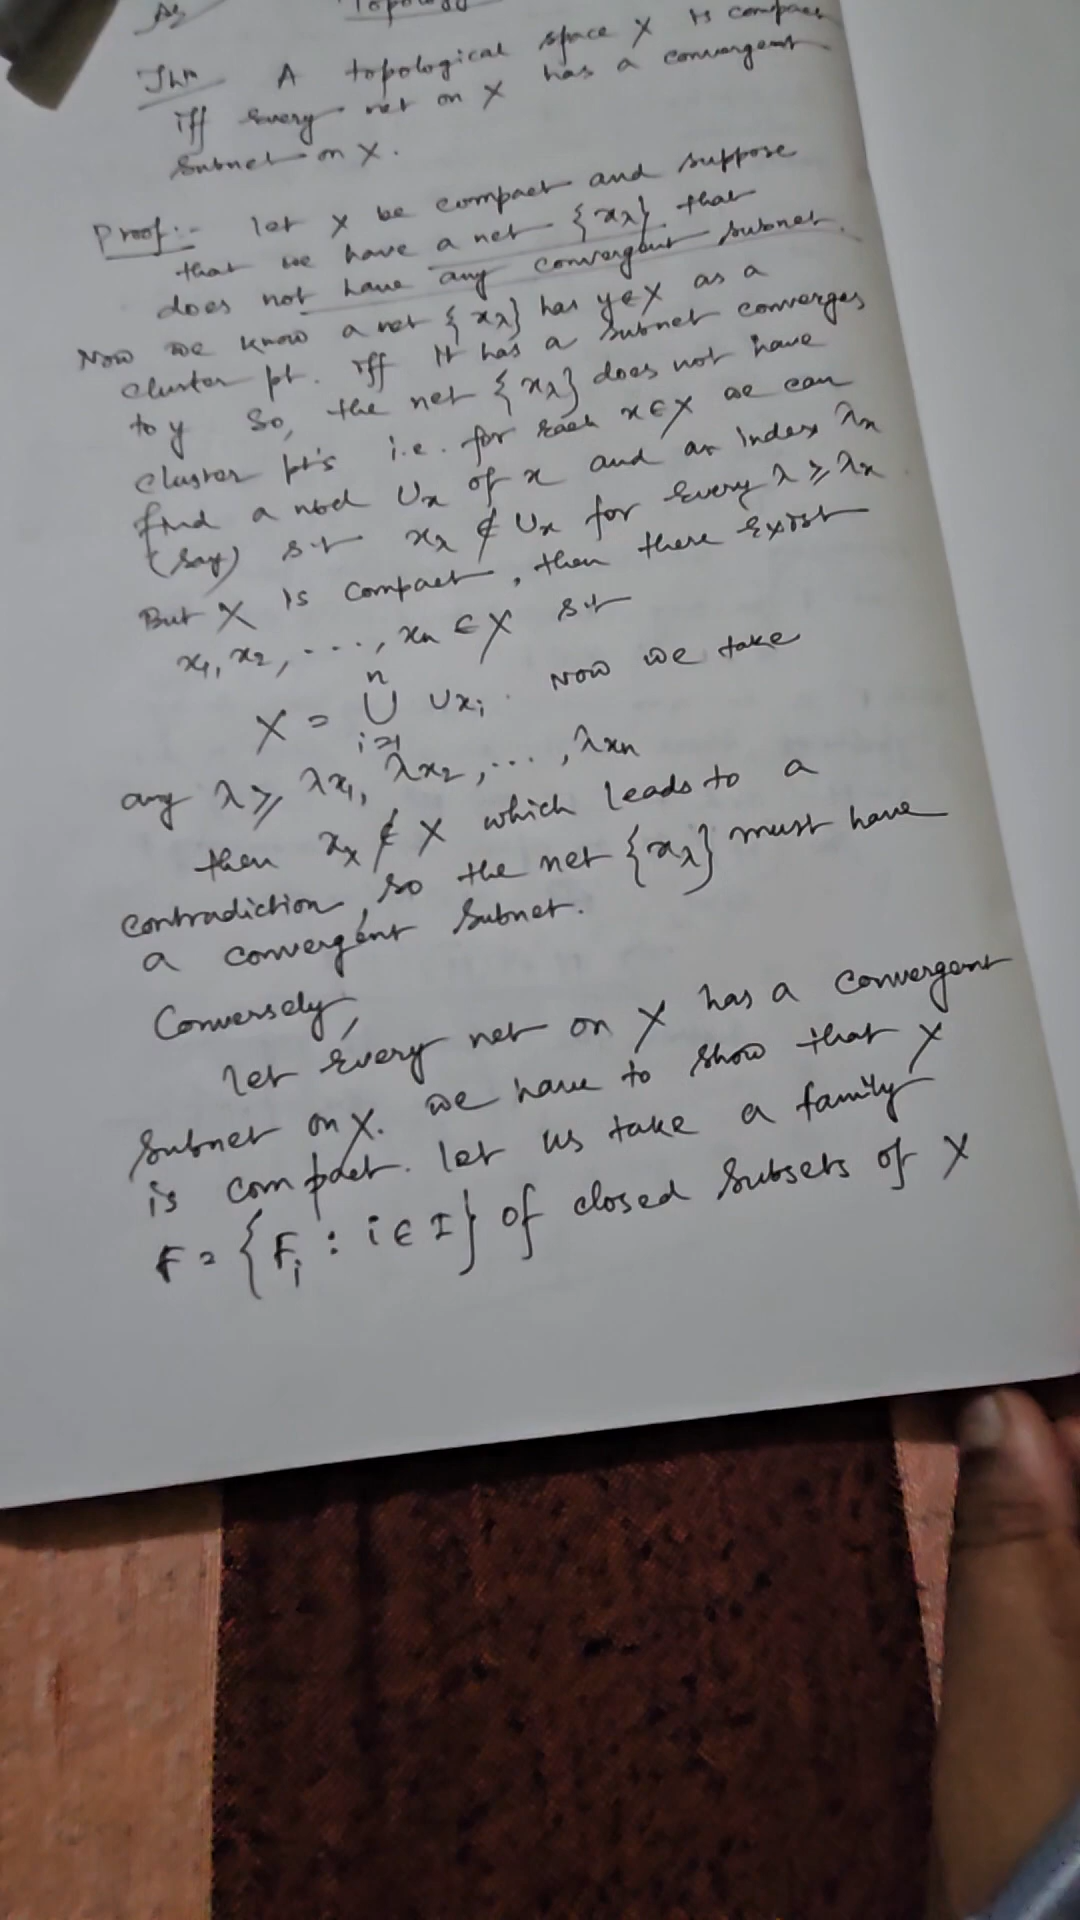 Topology
Thm A topological space X is compact
iff every net on X has a convergent
subnet on X.
Proof:- let X be compact and suppose
that we have a net {xλ} that
does not have any convergent subnet.
Now we know a net {xλ} has y∈X as a
cluster pt. iff it has a subnet converges
to y So, the net {xλ} does not have
cluster pt's i.e. for each x∈X we can
find a nbd Ux of x and an index λx
(say) s.t xλ ∉ Ux for every λ ≥ λx.
But X is compact, then there exist
x1, x2, ..., xn ∈ X s.t
X = n⋃i=1 Uxi. Now we take
any λ ≥ λx1, λx2, ..., λxn
then xλ ∉ X which leads to a
contradiction, so the net {xλ} must have
a convergent subnet.
Conversely,
let every net on X has a convergent
subnet on X. we have to show that X
is compact. let us take a family
F = {Fi : i ∈ I} of closed subsets of X